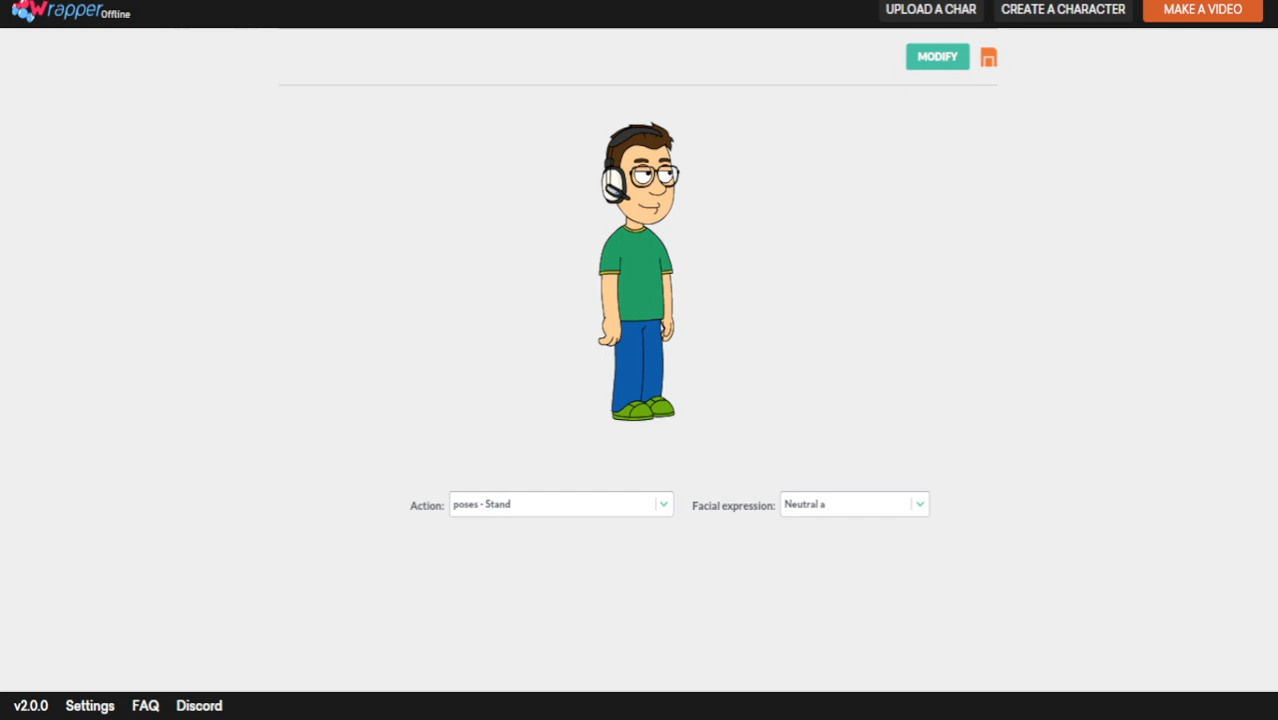 Wrapper Offline
UPLOAD A CHAR
CREATE A CHARACTER
MAKE A VIDEO
MODIFY
Action:
poses - Stand
Facial expression:
Neutral a
v2.0.0
Settings
FAQ
Discord